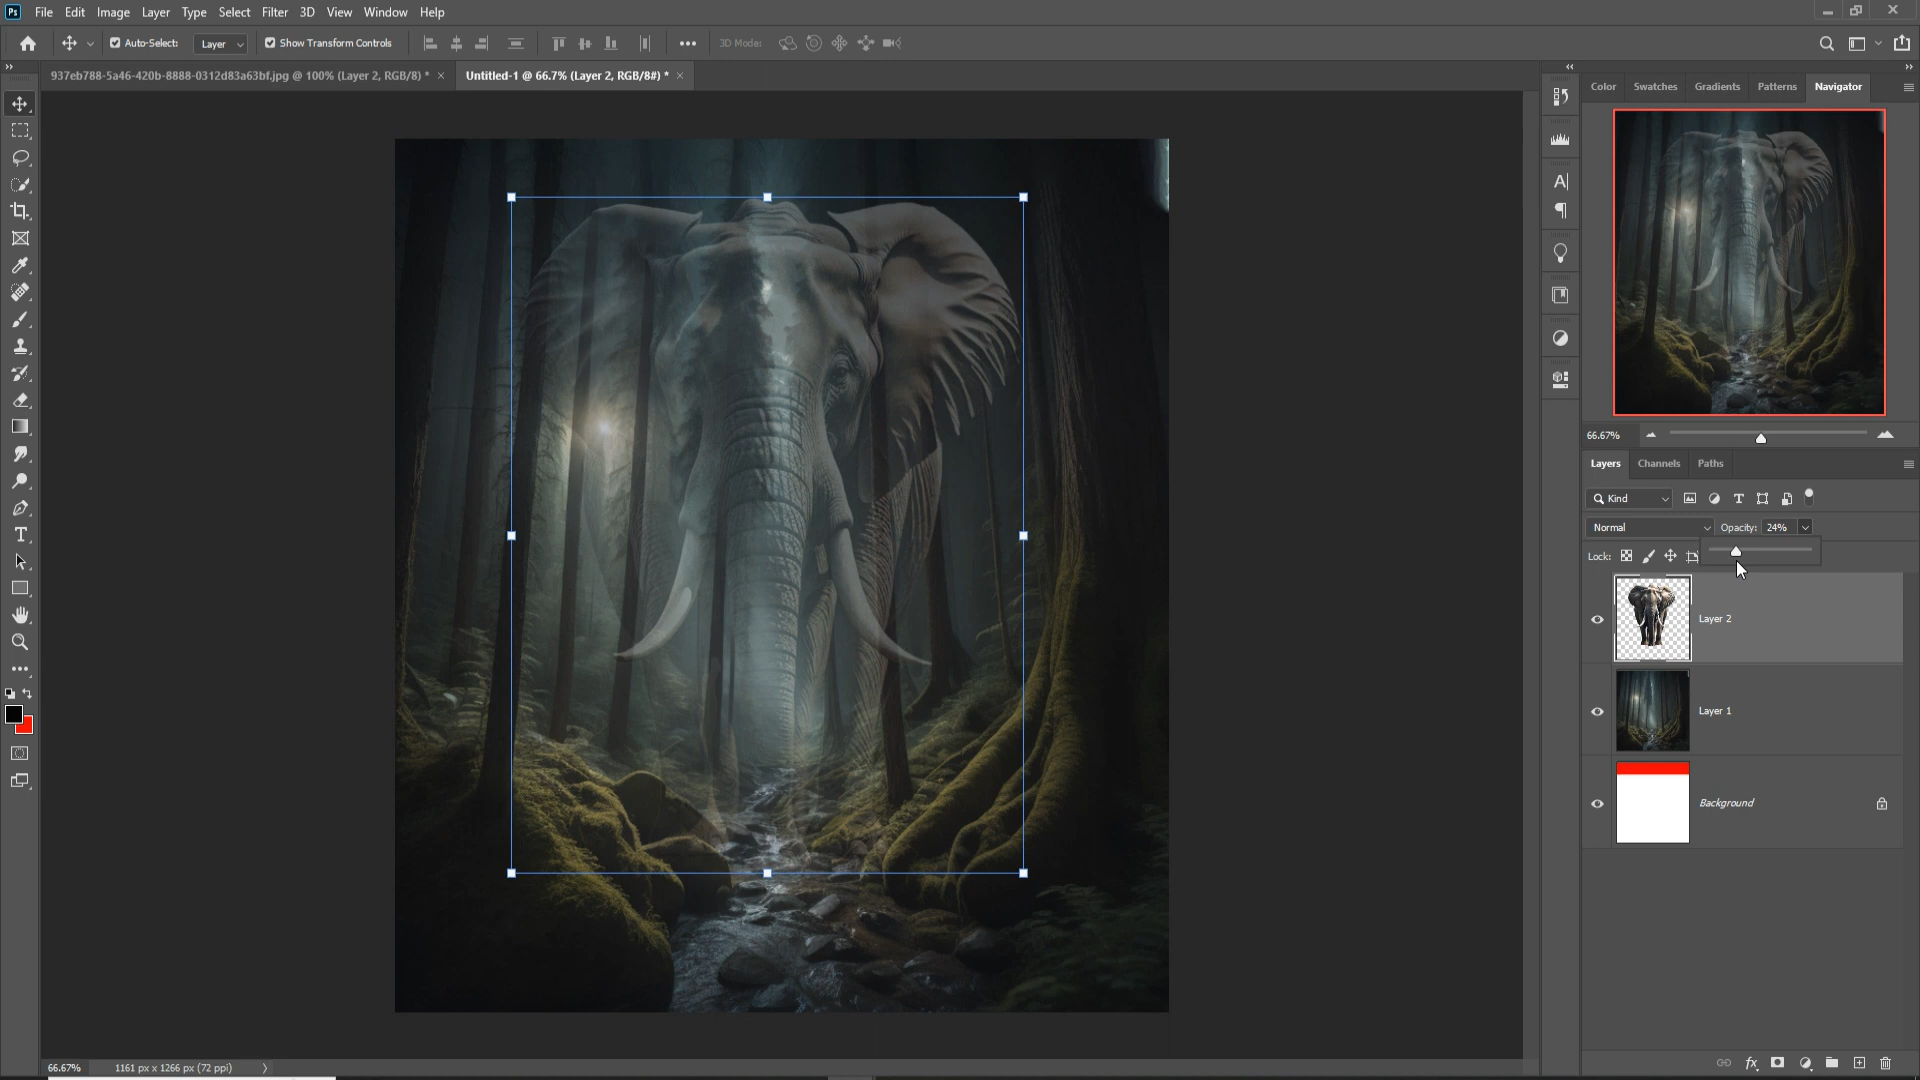 Ps File Edit Image Layer Type Select Filter 3D View Window Help
Auto-Select: Layer Show Transform Controls 3D Mode:
937eb788-5a46-420b-8888-0312d83a63bf.jpg @ 100% (Layer 2, RGB/8) * Untitled-1 @ 66.7% (Layer 2, RGB/8#) *
Color Swatches Gradients Patterns Navigator
66.67%
Layers Channels Paths
Kind
Normal Opacity: 24%
Lock:
Layer 2
Layer 1
Background
66.67% 1161 px x 1266 px (72 ppi)